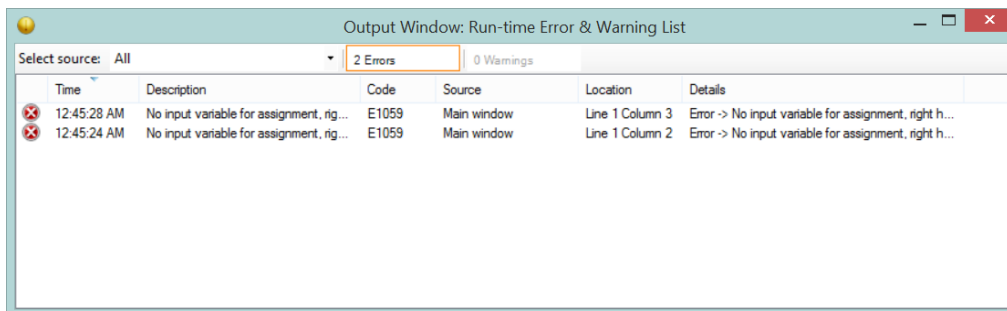 Output Window: Run-time Error & Warning List
Select source: All 2 Errors 0 Warnings
Time Description Code Source Location Details
12:45:28 AM No input variable for assignment, rig... E1059 Main window Line 1 Column 3 Error -> No input variable for assignment, right h...
12:45:24 AM No input variable for assignment, rig... E1059 Main window Line 1 Column 2 Error -> No input variable for assignment, right h...